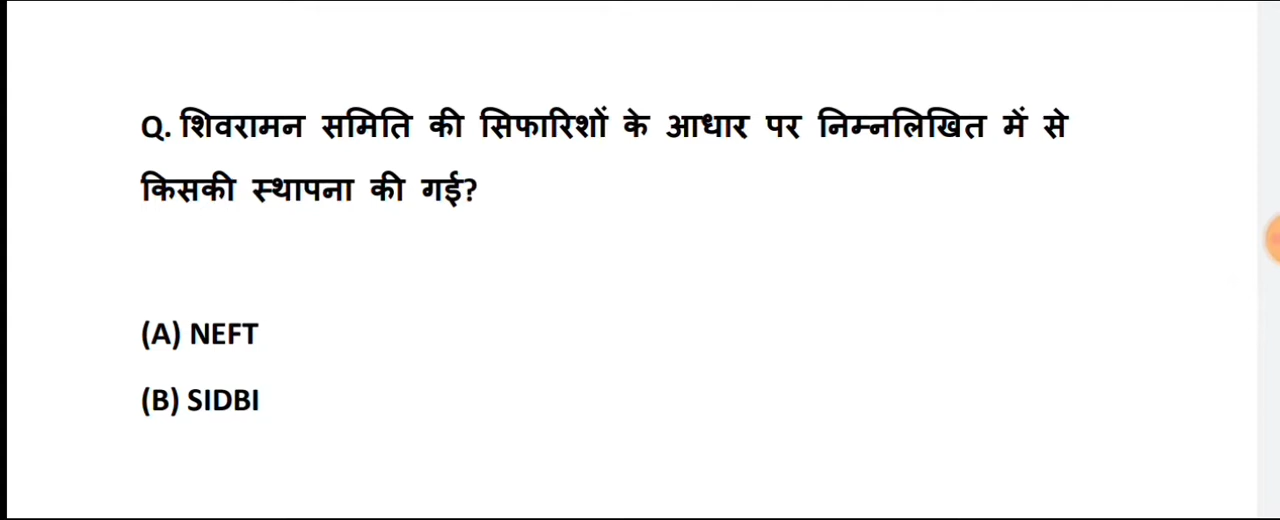 Q. शिवरामन समिति की सिफारिशों के आधार पर निम्नलिखित में से
किसकी स्थापना की गई?
(A) NEFT
(B) SIDBI